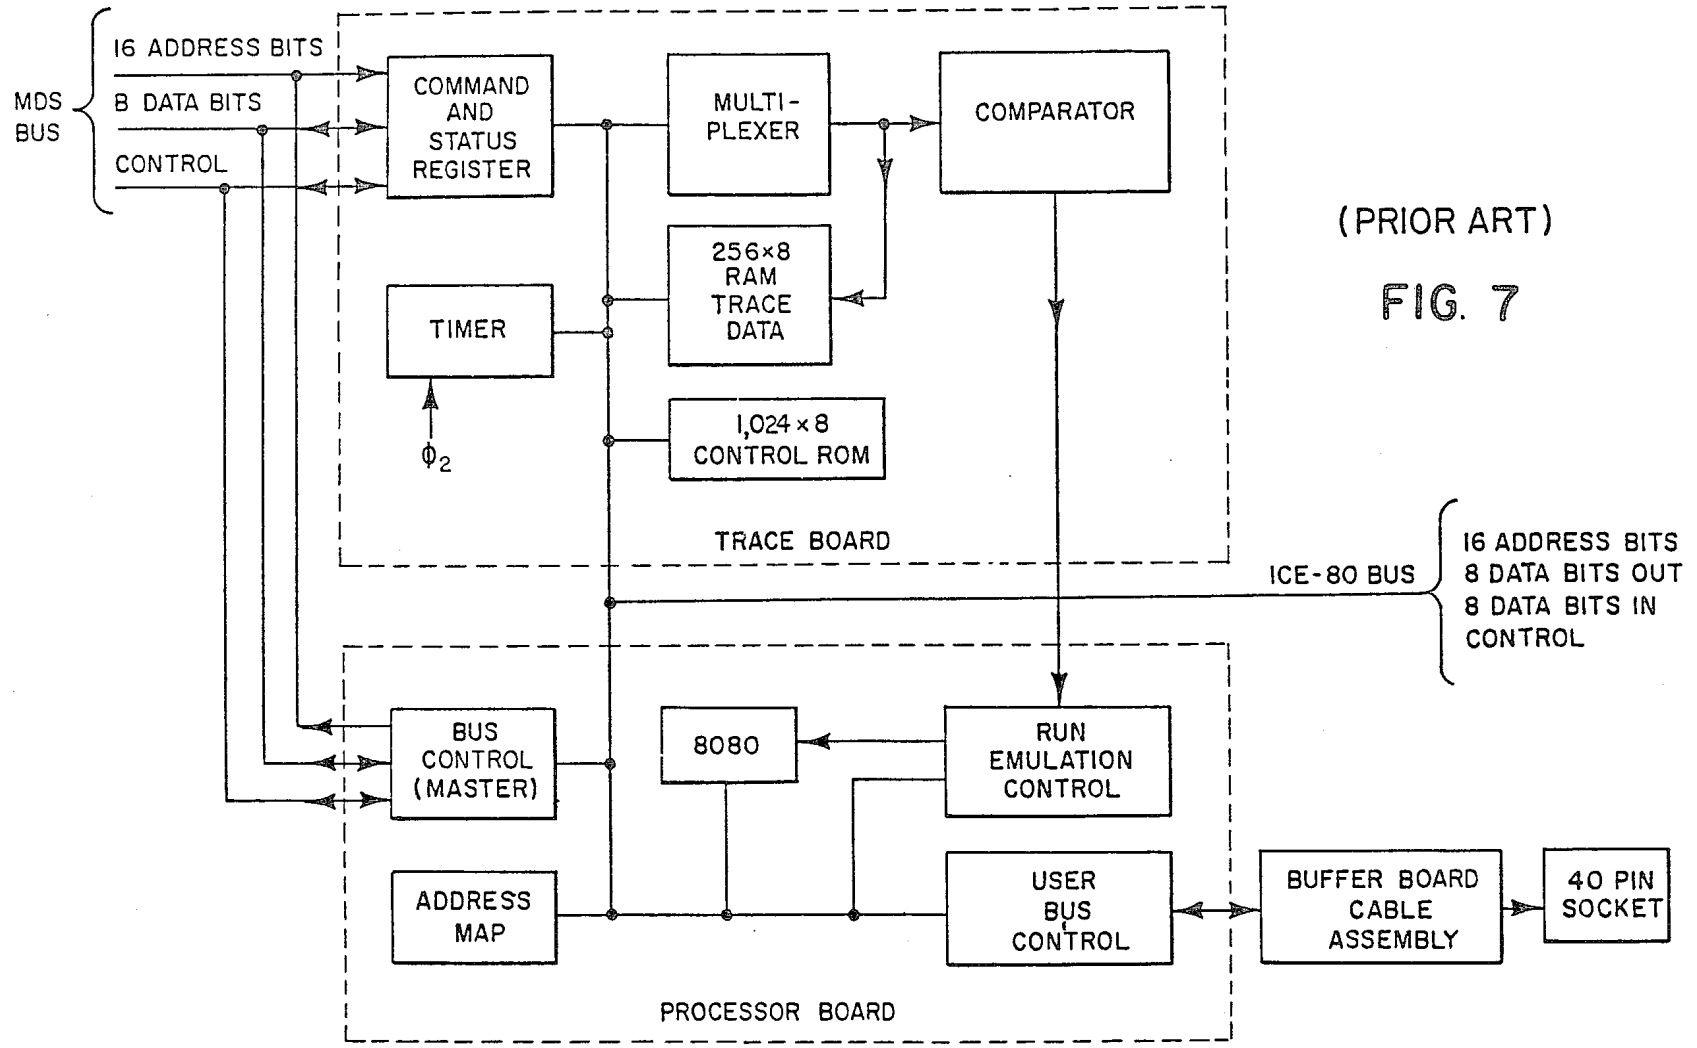 MDS
BUS
16 ADDRESS BITS
8 DATA BITS
CONTROL
COMMAND
AND
STATUS
REGISTER
MULTI-
PLEXER
COMPARATOR
256×8
RAM
TRACE
DATA
TIMER
ϕ2
1,024 × 8
CONTROL ROM
TRACE BOARD
(PRIOR ART)
FIG. 7
ICE-80 BUS
16 ADDRESS BITS
8 DATA BITS OUT
8 DATA BITS IN
CONTROL
BUS
CONTROL
(MASTER)
8080
RUN
EMULATION
CONTROL
ADDRESS
MAP
USER
BUS
CONTROL
BUFFER BOARD
CABLE
ASSEMBLY
40 PIN
SOCKET
PROCESSOR BOARD